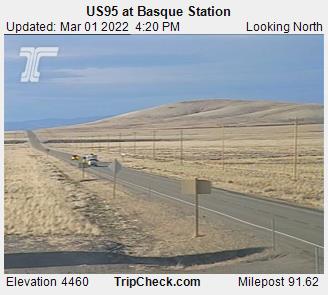 US95 at Basque Station
Updated: Mar 01 2022 4:20 PM Looking North
Elevation 4460 TripCheck.com Milepost 91.62